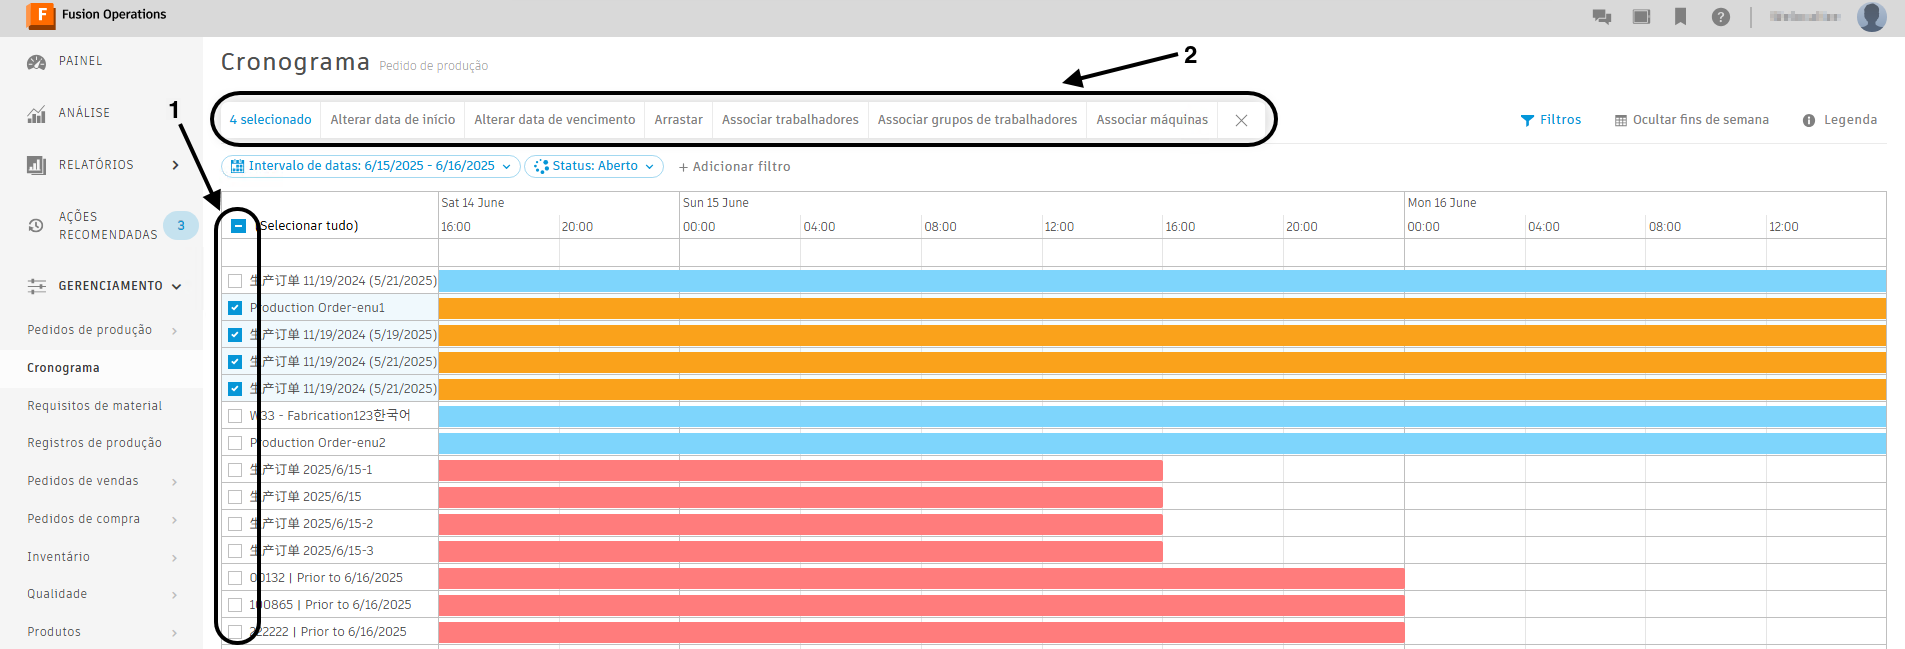 F Fusion Operations
?
PAINEL
ANÁLISE
RELATÓRIOS
AÇÕES
RECOMENDADAS
3
GERENCIAMENTO
Pedidos de produção
Cronograma
Requisitos de material
Registros de produção
Pedidos de vendas
Pedidos de compra
Inventário
Qualidade
Produtos
1
2
Cronograma Pedido de produção
4 selecionado Alterar data de início Alterar data de vencimento Arrastar Associar trabalhadores Associar grupos de trabalhadores Associar máquinas
Filtros Ocultar fins de semana Legenda
Intervalo de datas: 6/15/2025 - 6/16/2025 Status: Aberto + Adicionar filtro
Sat 14 June Sun 15 June Mon 16 June
(Selecionar tudo) 16:00 20:00 00:00 04:00 08:00 12:00 16:00 20:00 00:00 04:00 08:00 12:00
生产订单 11/19/2024 (5/21/2025)
Production Order-enu1
生产订单 11/19/2024 (5/19/2025)
生产订单 11/19/2024 (5/21/2025)
生产订单 11/19/2024 (5/21/2025)
W33 - Fabrication123한국어
Production Order-enu2
生产订单 2025/6/15-1
生产订单 2025/6/15
生产订单 2025/6/15-2
生产订单 2025/6/15-3
00132 | Prior to 6/16/2025
100865 | Prior to 6/16/2025
222222 | Prior to 6/16/2025